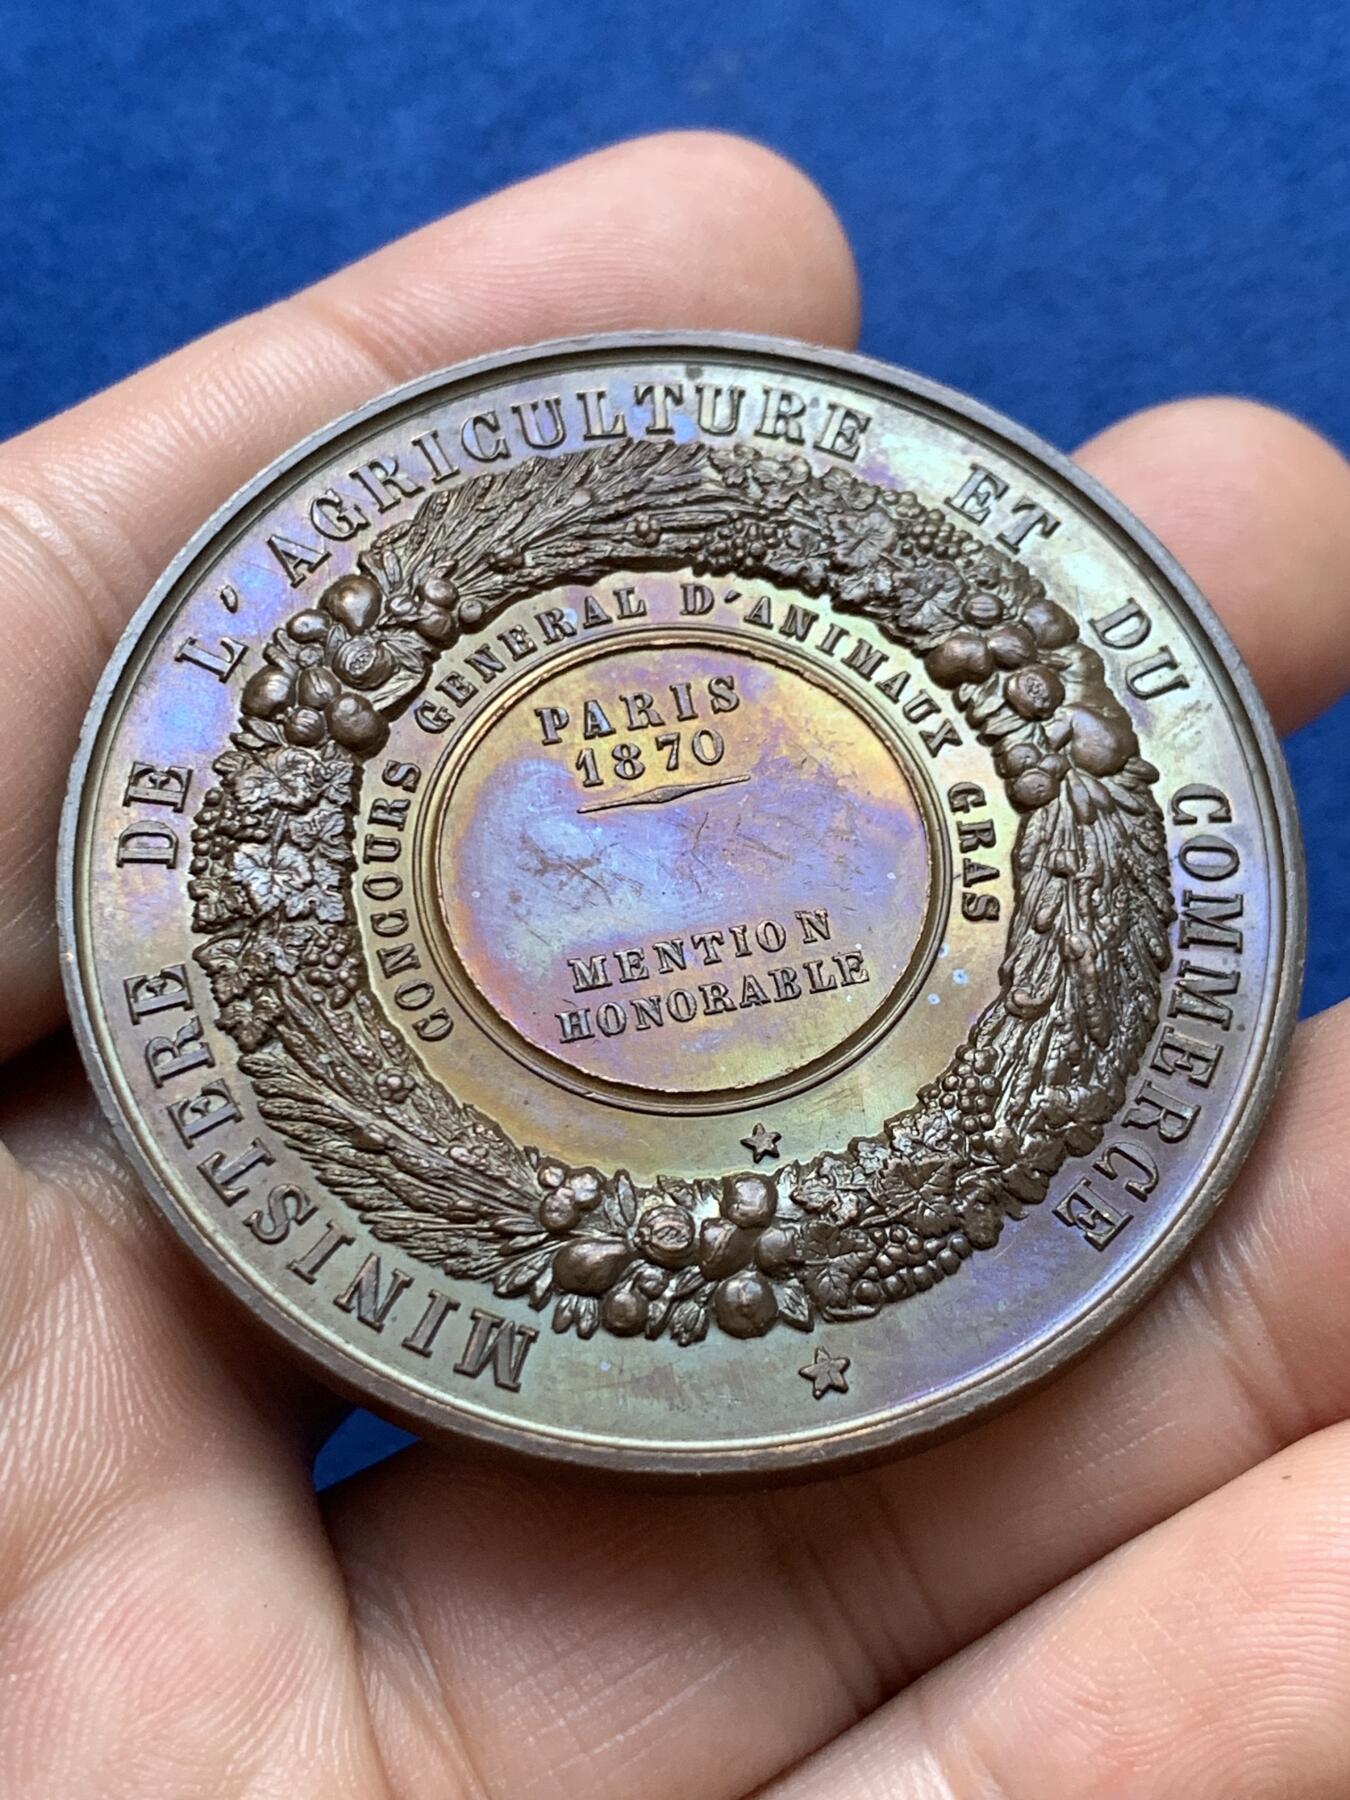 MINISTERE DE L'AGRICULTURE ET DU COMMERCE
CONCOURS GENERAL D'ANIMAUX GRAS
PARIS
1870
MENTION
HONORABLE